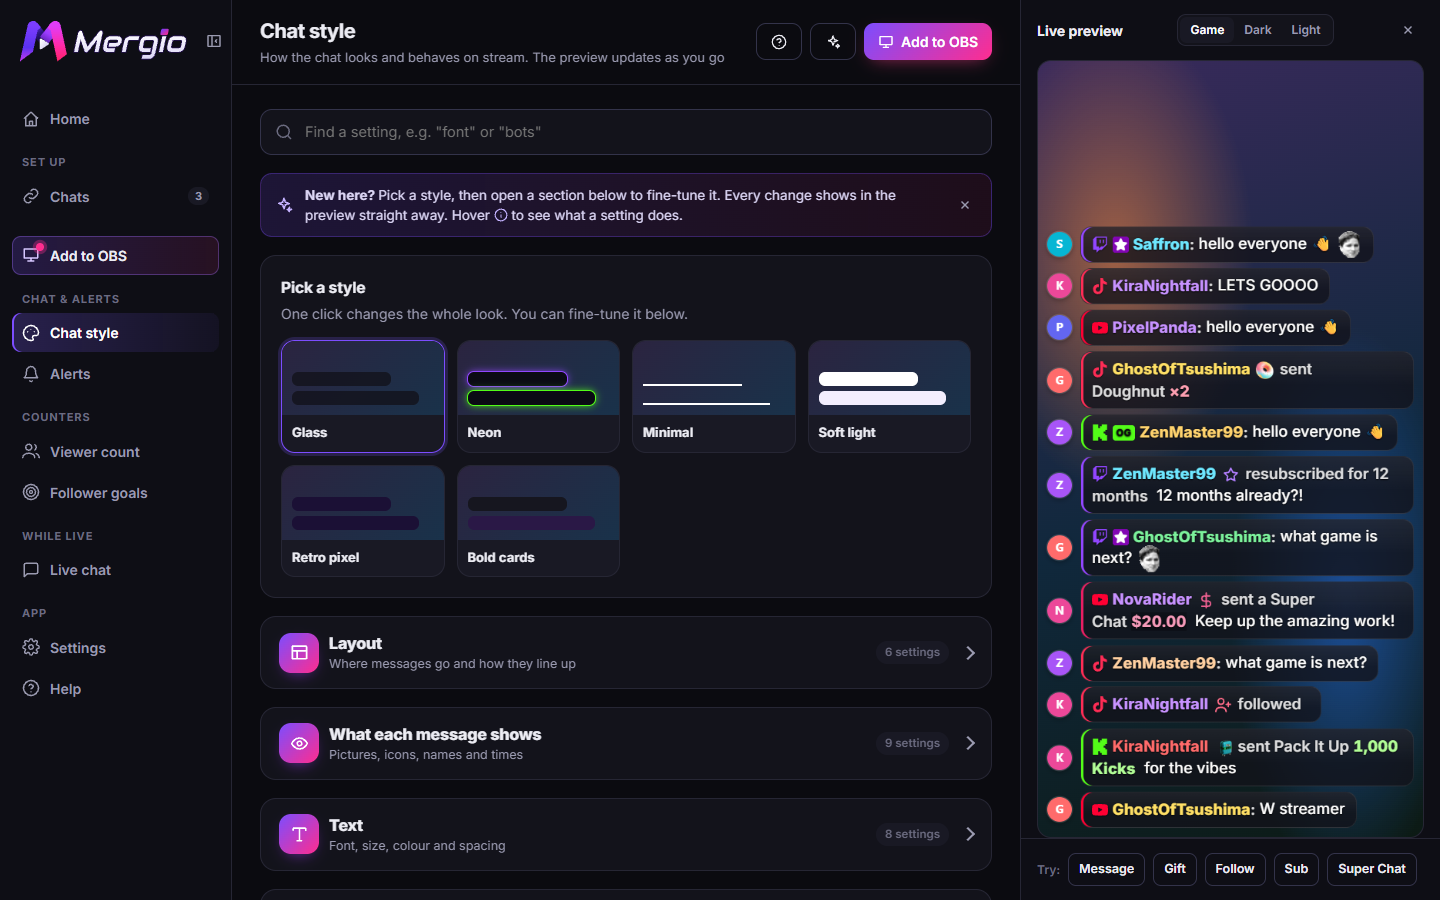 Mergio
Home
SET UP
Chats
3
Add to OBS
CHAT & ALERTS
Chat style
Alerts
COUNTERS
Viewer count
Follower goals
WHILE LIVE
Live chat
APP
Settings
Help
Chat style
How the chat looks and behaves on stream. The preview updates as you go
Add to OBS
Find a setting, e.g. "font" or "bots"
New here? Pick a style, then open a section below to fine-tune it. Every change shows in the
preview straight away. Hover to see what a setting does.
Pick a style
One click changes the whole look. You can fine-tune it below.
Glass
Neon
Minimal
Soft light
Retro pixel
Bold cards
Layout
Where messages go and how they line up
6 settings
What each message shows
Pictures, icons, names and times
9 settings
Text
Font, size, colour and spacing
8 settings
Live preview
Game
Dark
Light
S
Saffron: hello everyone
K
KiraNightfall: LETS GOOOO
P
PixelPanda: hello everyone
G
GhostOfTsushima sent
Doughnut ×2
Z
OG ZenMaster99: hello everyone
Z
ZenMaster99 resubscribed for 12
months 12 months already?!
G
GhostOfTsushima: what game is
next?
N
NovaRider sent a Super
Chat $20.00 Keep up the amazing work!
Z
ZenMaster99: what game is next?
K
KiraNightfall followed
K
KiraNightfall sent Pack It Up 1,000
Kicks for the vibes
G
GhostOfTsushima: W streamer
Try:
Message
Gift
Follow
Sub
Super Chat